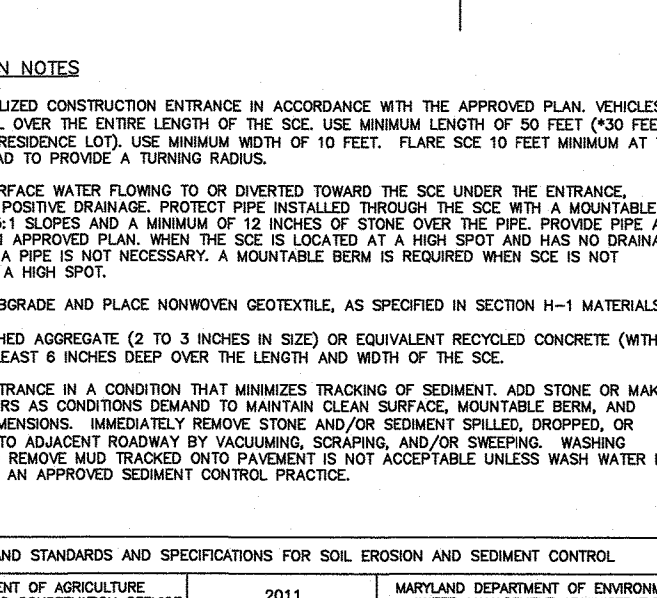 N NOTES
LIZED CONSTRUCTION ENTRANCE IN ACCORDANCE WITH THE APPROVED PLAN. VEHICLES
OVER THE ENTIRE LENGTH OF THE SCE. USE MINIMUM LENGTH OF 50 FEET (*30 FEE
RESIDENCE LOT). USE MINIMUM WIDTH OF 10 FEET. FLARE SCE 10 FEET MINIMUM AT
AD TO PROVIDE A TURNING RADIUS.
RFACE WATER FLOWING TO OR DIVERTED TOWARD THE SCE UNDER THE ENTRANCE,
POSITIVE DRAINAGE. PROTECT PIPE INSTALLED THROUGH THE SCE WITH A MOUNTABLE
5:1 SLOPES AND A MINIMUM OF 12 INCHES OF STONE OVER THE PIPE. PROVIDE PIPE A
APPROVED PLAN. WHEN THE SCE IS LOCATED AT A HIGH SPOT AND HAS NO DRAINA
A PIPE IS NOT NECESSARY. A MOUNTABLE BERM IS REQUIRED WHEN SCE IS NOT
A HIGH SPOT.
BGRADE AND PLACE NONWOVEN GEOTEXTILE, AS SPECIFIED IN SECTION H-1 MATERIALS
HED AGGREGATE (2 TO 3 INCHES IN SIZE) OR EQUIVALENT RECYCLED CONCRETE (WITH
LEAST 6 INCHES DEEP OVER THE LENGTH AND WIDTH OF THE SCE.
TRANCE IN A CONDITION THAT MINIMIZES TRACKING OF SEDIMENT. ADD STONE OR MAK
RS AS CONDITIONS DEMAND TO MAINTAIN CLEAN SURFACE, MOUNTABLE BERM, AND
MENSIONS. IMMEDIATELY REMOVE STONE AND/OR SEDIMENT SPILLED, DROPPED, OR
TO ADJACENT ROADWAY BY VACUUMING, SCRAPING, AND/OR SWEEPING. WASHING
REMOVE MUD TRACKED ONTO PAVEMENT IS NOT ACCEPTABLE UNLESS WASH WATER
AN APPROVED SEDIMENT CONTROL PRACTICE.
AND STANDARDS AND SPECIFICATIONS FOR SOIL EROSION AND SEDIMENT CONTROL
ENT OF AGRICULTURE
2011
MARYLAND DEPARTMENT OF ENVIRONM